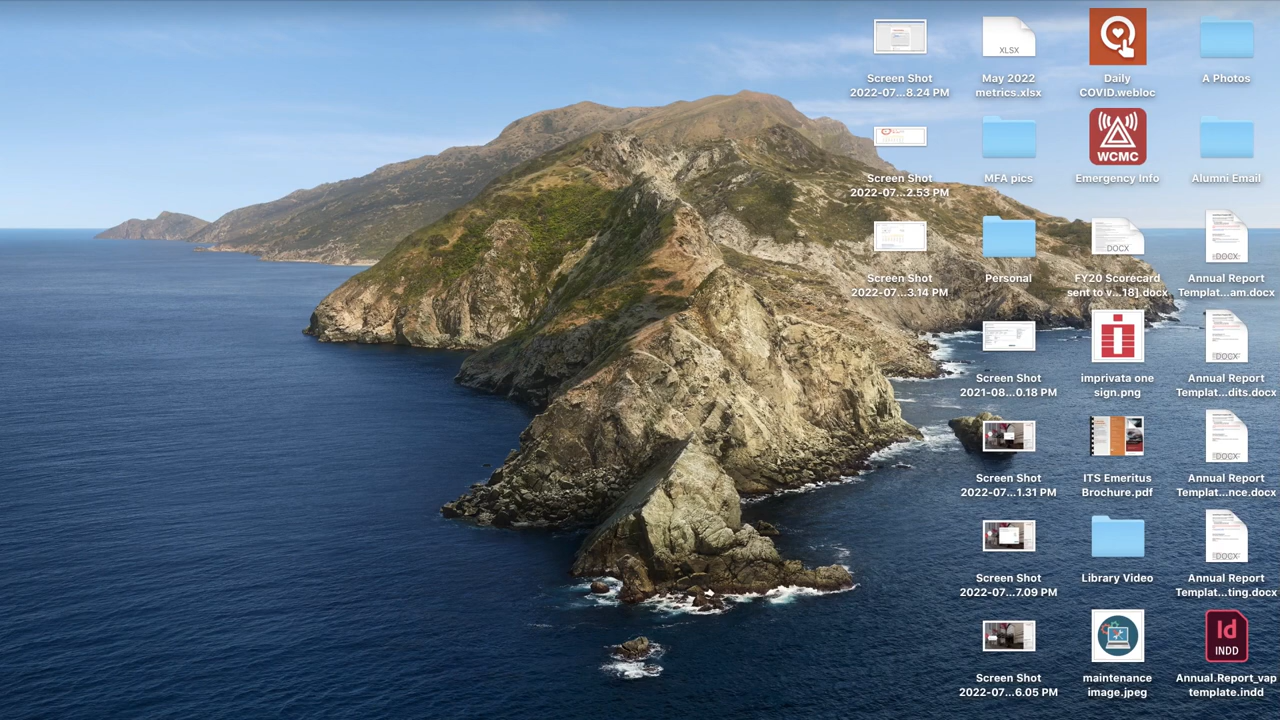 Screen Shot
2022-07...8.24 PM
XLSX
May 2022
metrics.xlsx
Daily
COVID.webloc
A Photos
Screen Shot
2022-07...2.53 PM
MFA pics
WCMC
Emergency Info
Alumni Email
Screen Shot
2022-07...3.14 PM
Personal
DOCX
FY20 Scorecard
sent to v...18].docx
DOCX
Annual Report
Templat...am.docx
Screen Shot
2021-08...0.18 PM
imprivata one
sign.png
DOCX
Annual Report
Templat...dits.docx
Screen Shot
2022-07...1.31 PM
ITS Emeritus
Brochure.pdf
DOCX
Annual Report
Templat...nce.docx
Screen Shot
2022-07...7.09 PM
Library Video
DOCX
Annual Report
Templat...ting.docx
Screen Shot
2022-07...6.05 PM
maintenance
image.jpeg
Id
INDD
Annual.Report_vap
template.indd